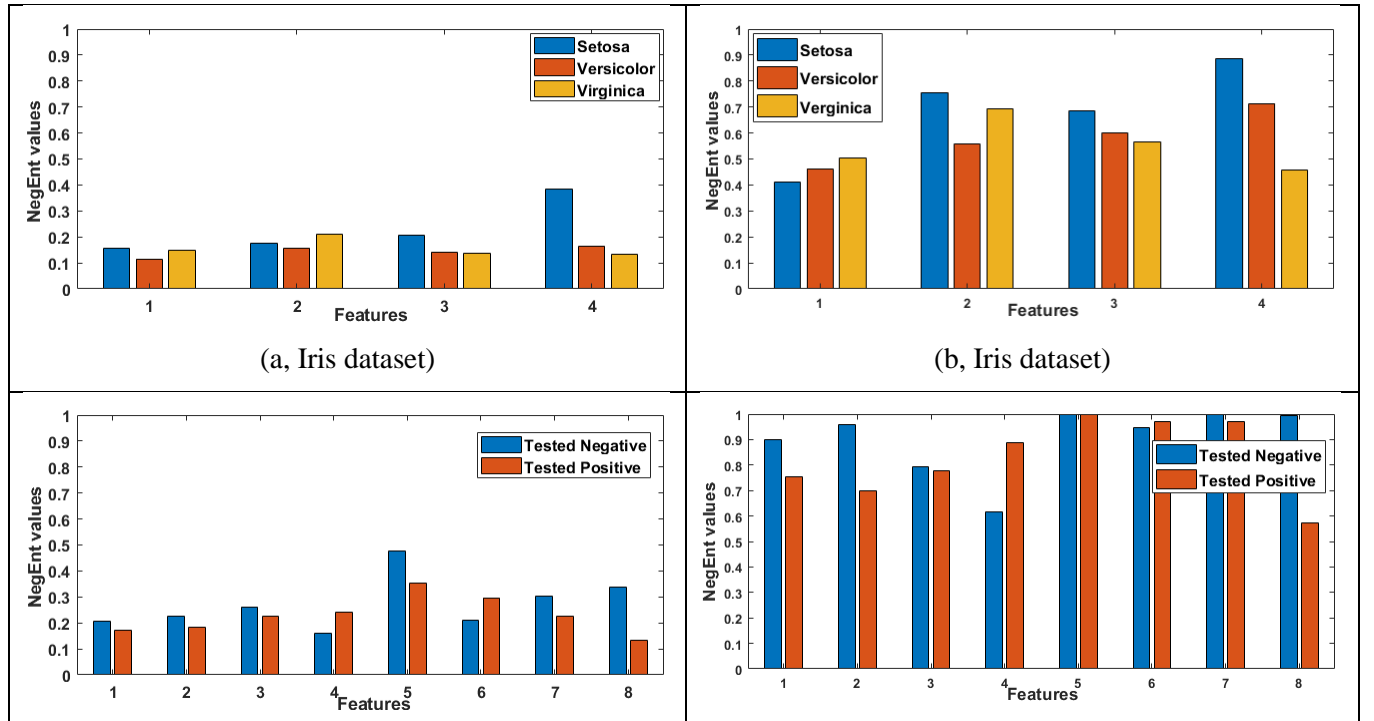 1
0.9
0.8
0.7
0.6
0.5
0.4
0.3
0.2
0.1
0
NegEnt values
Setosa
Versicolor
Virginica
1 2 3 4
Features
(a, Iris dataset)
1
0.9
0.8
0.7
0.6
0.5
0.4
0.3
0.2
0.1
0
NegEnt values
Setosa
Versicolor
Verginica
1 2 3 4
Features
(b, Iris dataset)
1
0.9
0.8
0.7
0.6
0.5
0.4
0.3
0.2
0.1
0
NegEnt values
Tested Negative
Tested Positive
1 2 3 4 5 6 7 8
Features
1
0.9
0.8
0.7
0.6
0.5
0.4
0.3
0.2
0.1
0
NegEnt values
Tested Negative
Tested Positive
1 2 3 4 5 6 7 8
Features